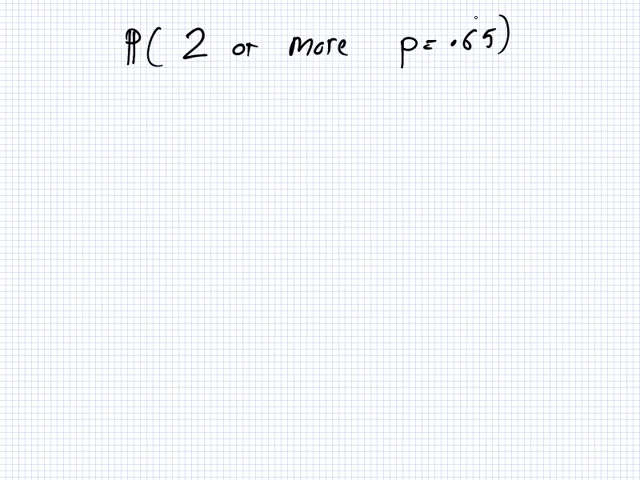 ℙ( 2 or more p = .65)